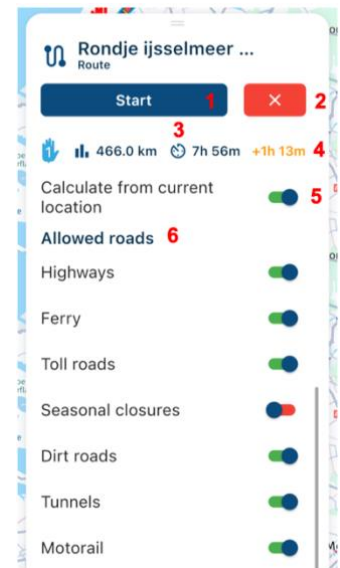 Rondje ijsselmeer ...
Route
Start 1
× 2
3
466.0 km 7h 56m +1h 13m 4
Calculate from current
location 5
Allowed roads 6
Highways
Ferry
Toll roads
Seasonal closures
Dirt roads
Tunnels
Motorail